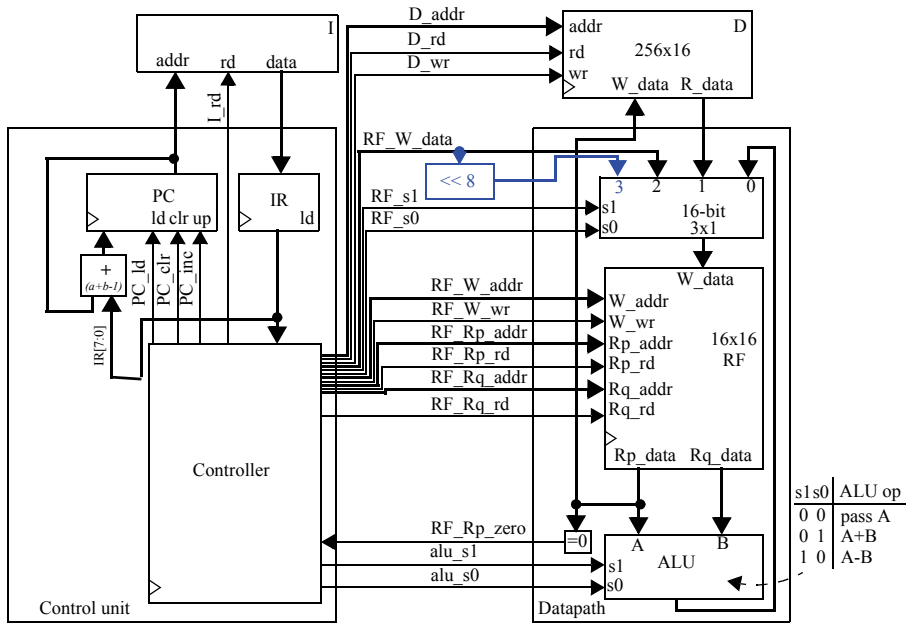 I
addr rd data
I_rd
D_addr
D_rd
D_wr
addr
rd
wr
D
256x16
W_data R_data
RF_W_data
<< 8
3 2 1 0
s1
s0
16-bit
3x1
RF_s1
RF_s0
PC
ld clr up
IR
ld
+
(a+b-1)
PC_ld
PC_clr
PC_inc
IR[7:0]
RF_W_addr
RF_W_wr
RF_Rp_addr
RF_Rp_rd
RF_Rq_addr
RF_Rq_rd
W_data
W_addr
W_wr
Rp_addr
Rp_rd
Rq_addr
Rq_rd
16x16
RF
Rp_data Rq_data
Controller
RF_Rp_zero
alu_s1
alu_s0
=0
A B
s1
s0
ALU
s1 s0 ALU op
0 0 pass A
0 1 A+B
1 0 A-B
Control unit
Datapath